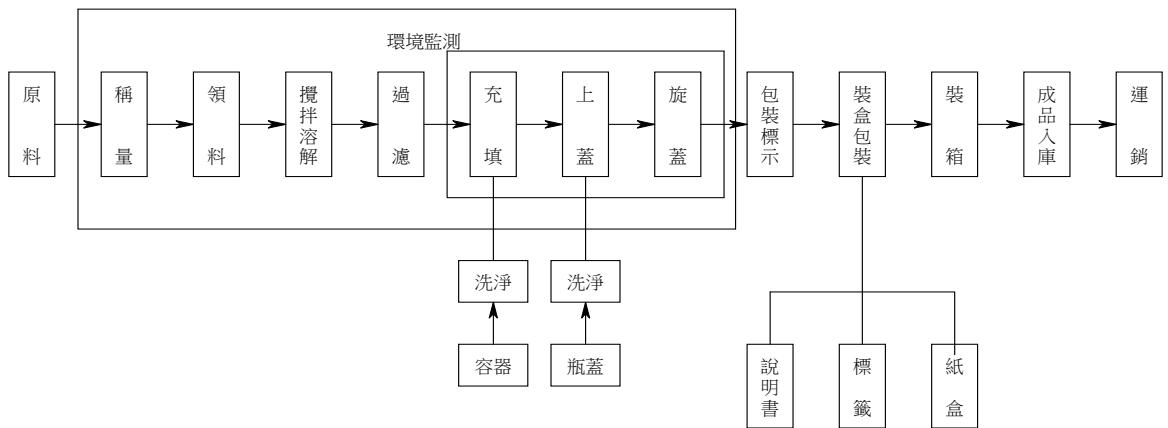 環境監測
原料
稱量
領料
攪拌溶解
過濾
充填
上蓋
旋蓋
包裝標示
裝盒包裝
裝箱
成品入庫
運銷
洗淨
洗淨
容器
瓶蓋
說明書
標籤
紙盒